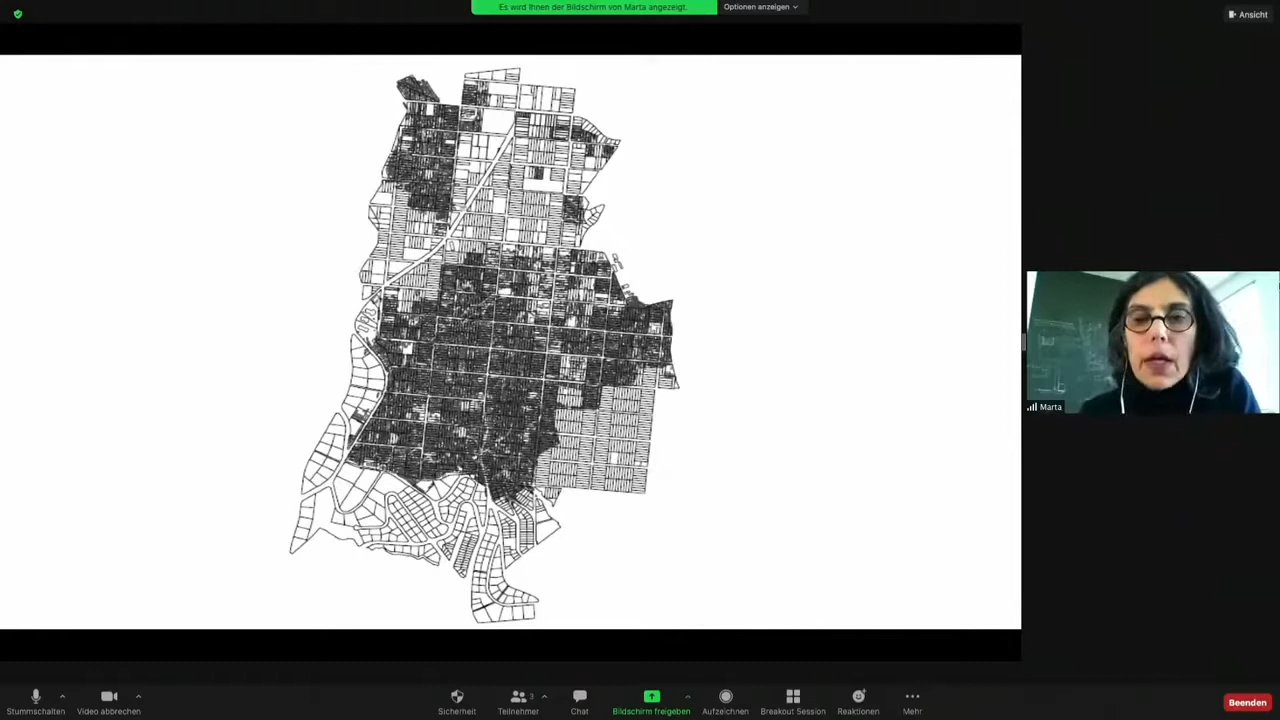 Es wird Ihnen der Bildschirm von Marta angezeigt.
Optionen anzeigen
Ansicht
Marta
3
Stummschalten
Video abbrechen
Sicherheit
Teilnehmer
Chat
Bildschirm freigeben
Aufzeichnen
Breakout Session
Reaktionen
Mehr
Beenden